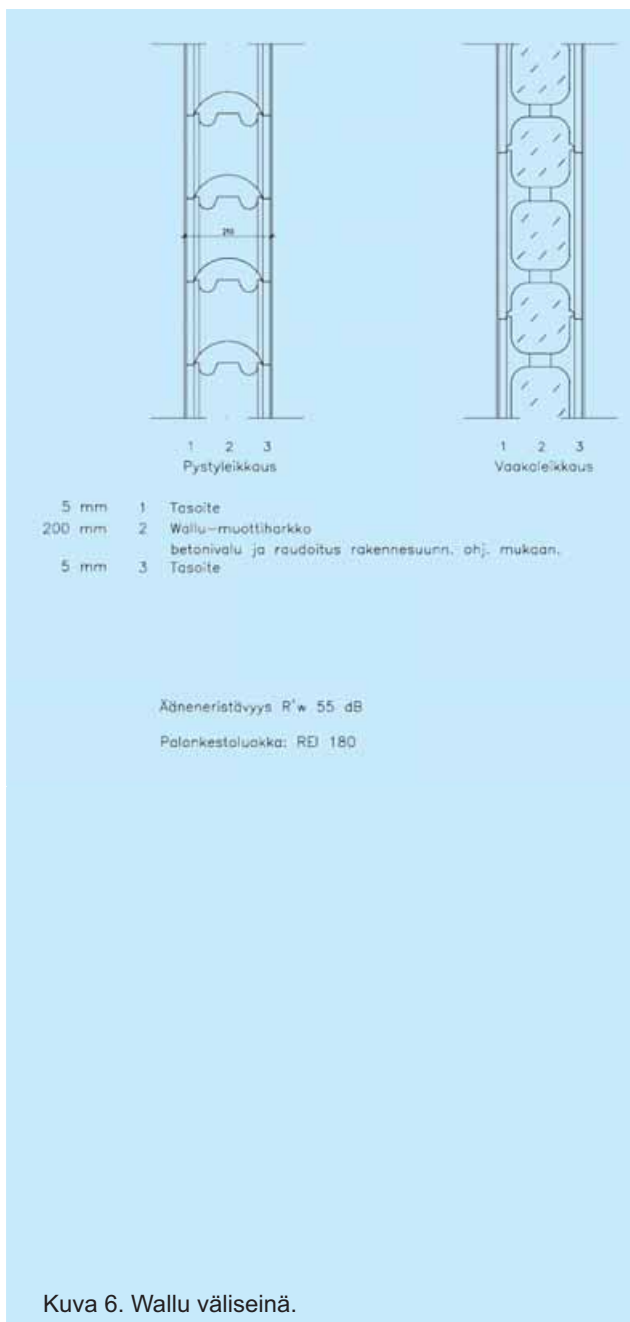 210
1 2 3
Pystyleikkaus
1 2 3
Vaakaleikkaus
5 mm 1 Tasoite
200 mm 2 Wallu-muottiharkko
betonivalu ja raudoitus rakennesuunn. ohj. mukaan.
5 mm 3 Tasoite
Ääneneristävyys R'w 55 dB
Palonkestoluokka: REI 180
Kuva 6. Wallu väliseinä.